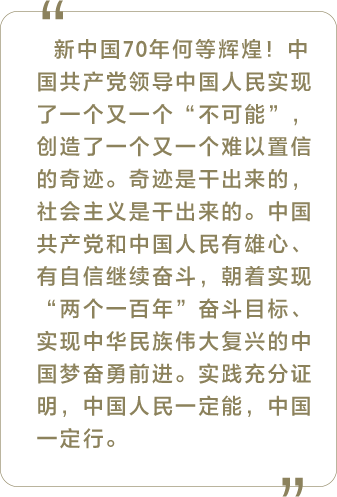 “
新中国70年何等辉煌！中
国共产党领导中国人民实现
了一个又一个“不可能”，
创造了一个又一个难以置信
的奇迹。奇迹是干出来的，
社会主义是干出来的。中国
共产党和中国人民有雄心、
有自信继续奋斗，朝着实现
“两个一百年”奋斗目标、
实现中华民族伟大复兴的中
国梦奋勇前进。实践充分证
明，中国人民一定能，中国
一定行。
”